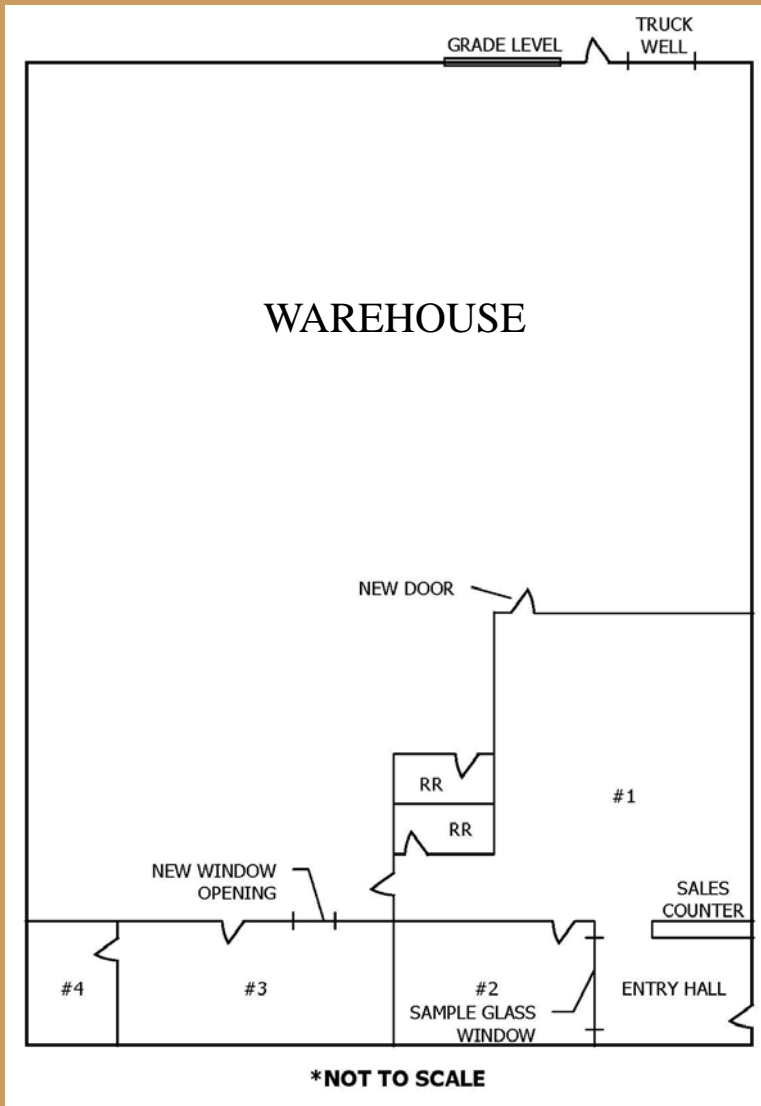 TRUCK
WELL
GRADE LEVEL
WAREHOUSE
NEW DOOR
RR
#1
RR
NEW WINDOW
OPENING
SALES
COUNTER
#4
#3
#2
ENTRY HALL
SAMPLE GLASS
WINDOW
*NOT TO SCALE